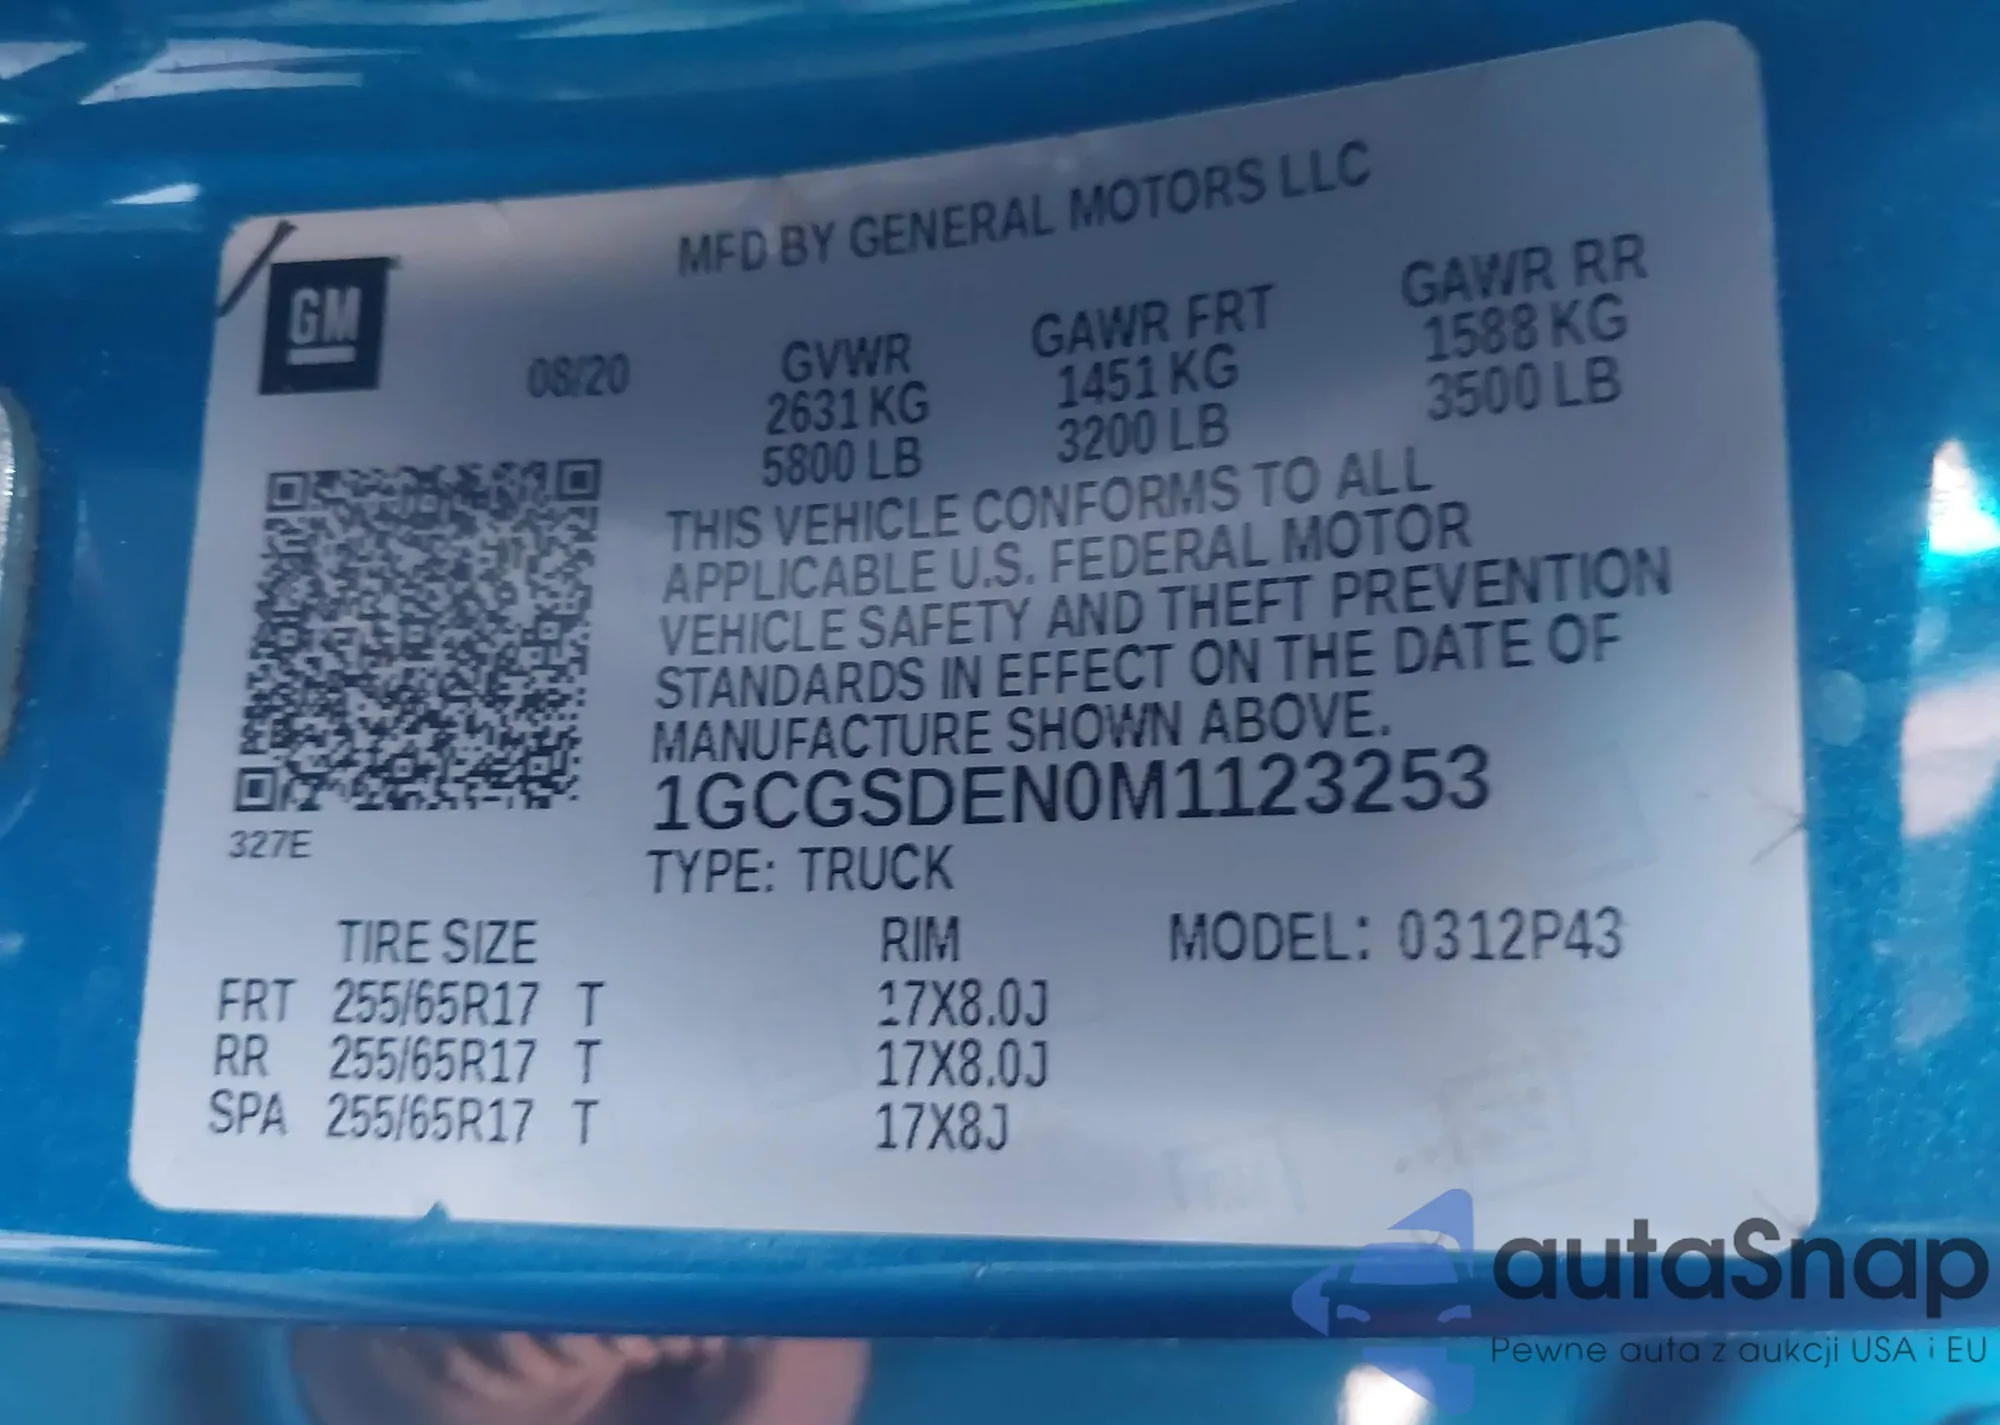 MFD BY GENERAL MOTORS LLC
GM
08/20
GVWR GAWR FRT GAWR RR
2631 KG 1451 KG 1588 KG
5800 LB 3200 LB 3500 LB
THIS VEHICLE CONFORMS TO ALL
APPLICABLE U.S. FEDERAL MOTOR
VEHICLE SAFETY AND THEFT PREVENTION
STANDARDS IN EFFECT ON THE DATE OF
MANUFACTURE SHOWN ABOVE.
1GCGSDEN0M1123253
327E
TYPE: TRUCK
TIRE SIZE RIM MODEL: 0312P43
FRT 255/65R17 T 17X8.0J
RR 255/65R17 T 17X8.0J
SPA 255/65R17 T 17X8J
autaSnap
Pewne auta z aukcji USA i EU